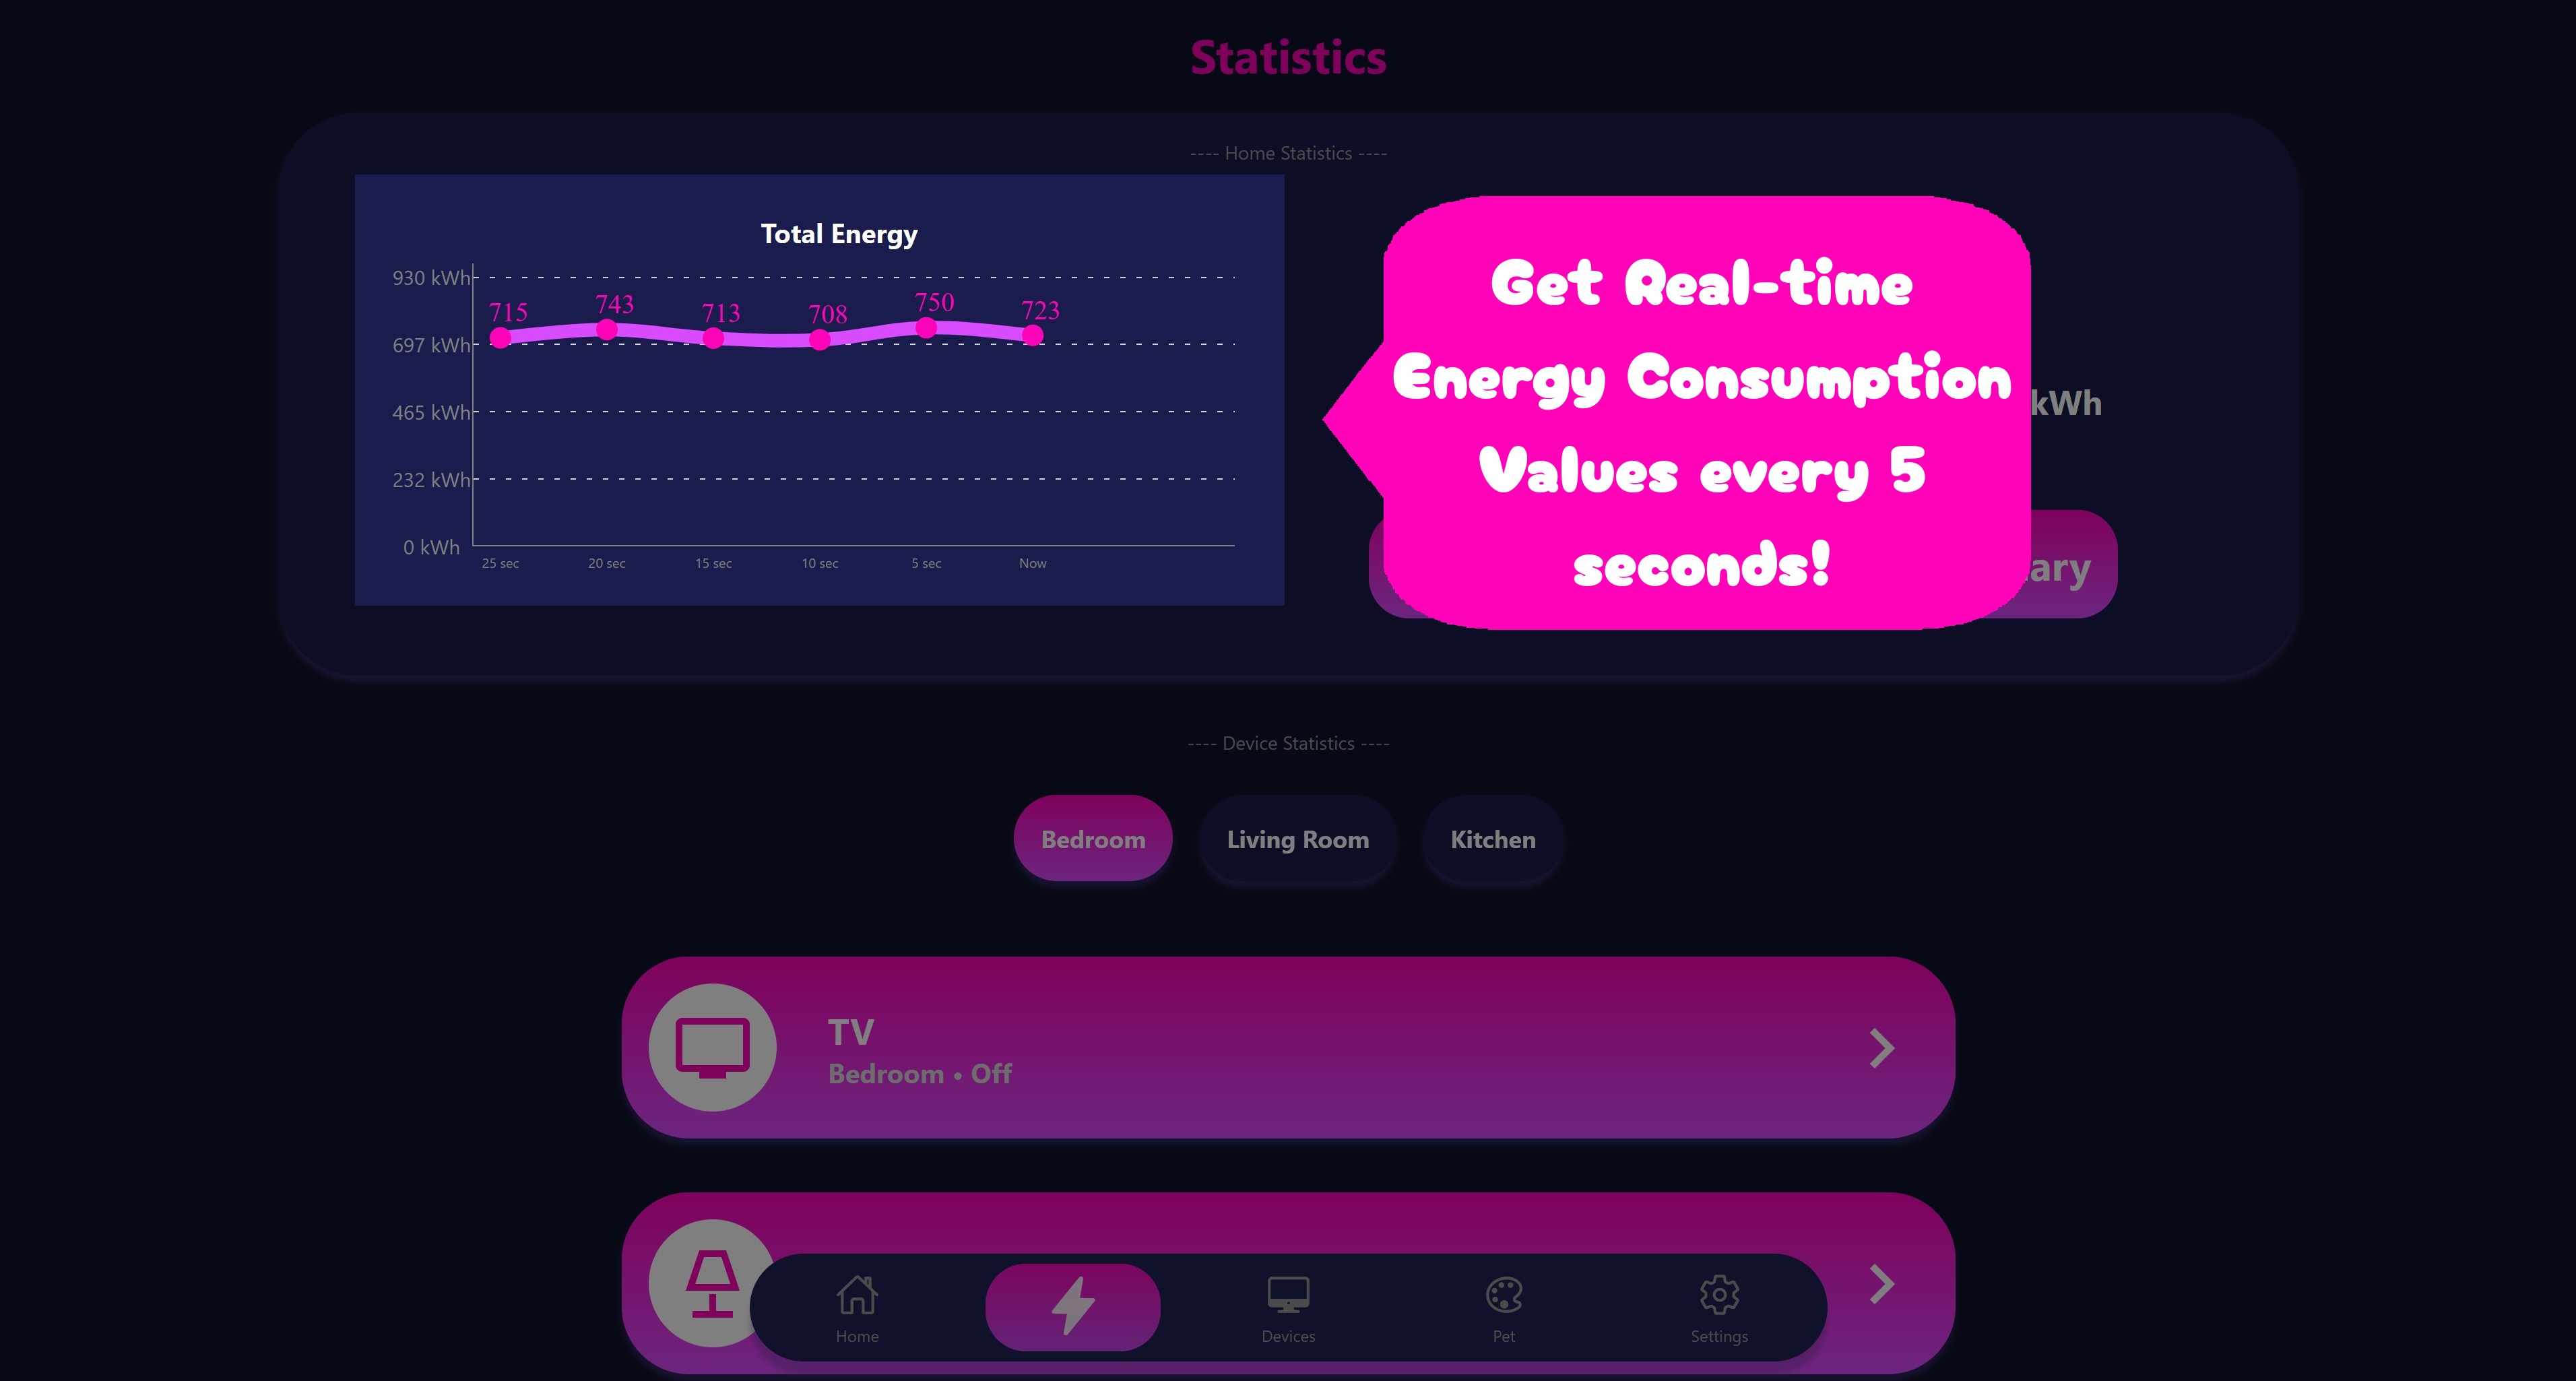 Statistics
---- Home Statistics ----
Total Energy
930 kWh
697 kWh
465 kWh
232 kWh
0 kWh
715 743 713 708 750 723
25 sec 20 sec 15 sec 10 sec 5 sec Now
Get Real-time
Energy Consumption
Values every 5
seconds!
kWh
---- Device Statistics ----
Bedroom Living Room Kitchen
TV
Bedroom • Off
Home Devices Pet Settings